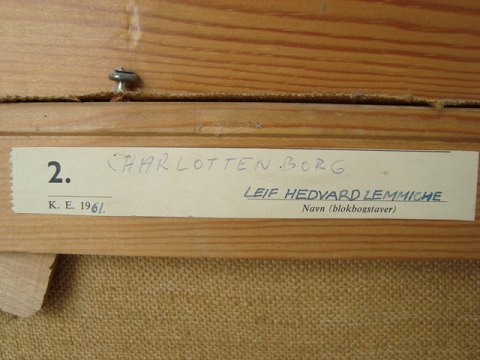 2.
CHARLOTTENBORG
LEIF HEDVARD LEMMICHE
K. E. 1961.
Navn (blokbogstaver)